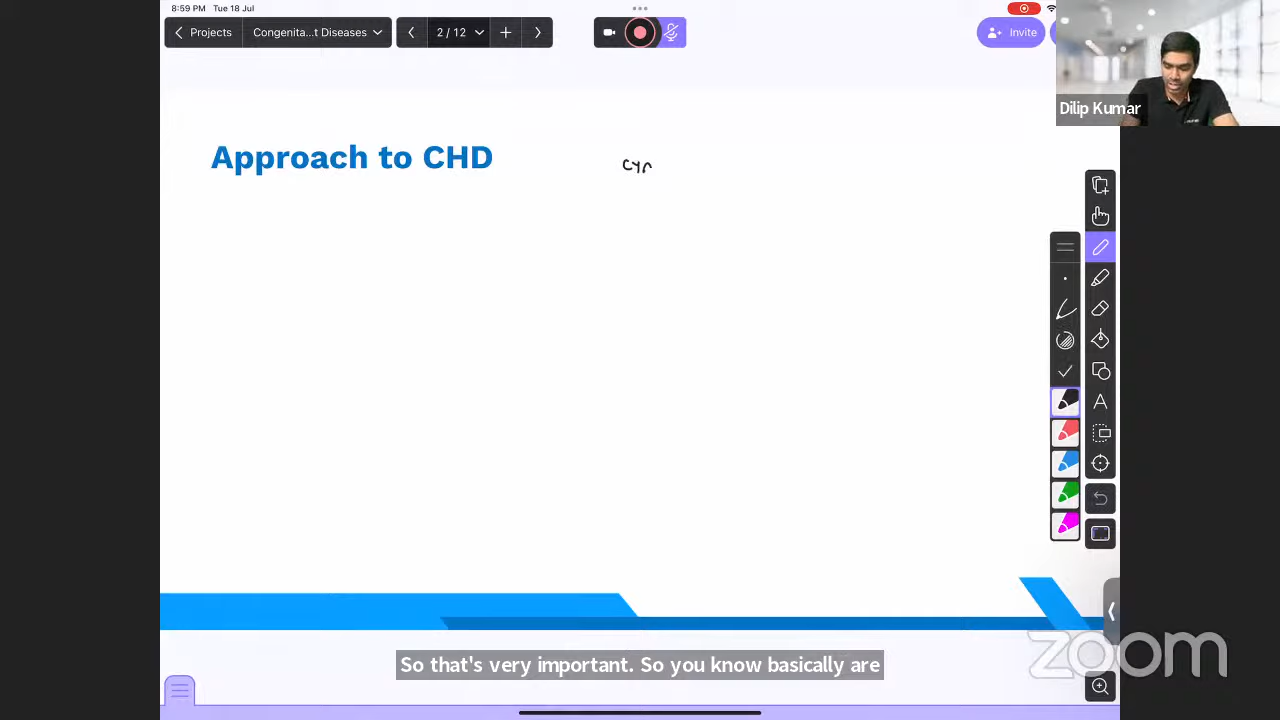 8:59 PM Tue 18 Jul
Projects Congenita...t Diseases 2 / 12 Invite
Dilip Kumar
Approach to CHD
cyr
A
So that's very important. So you know basically are
zoom